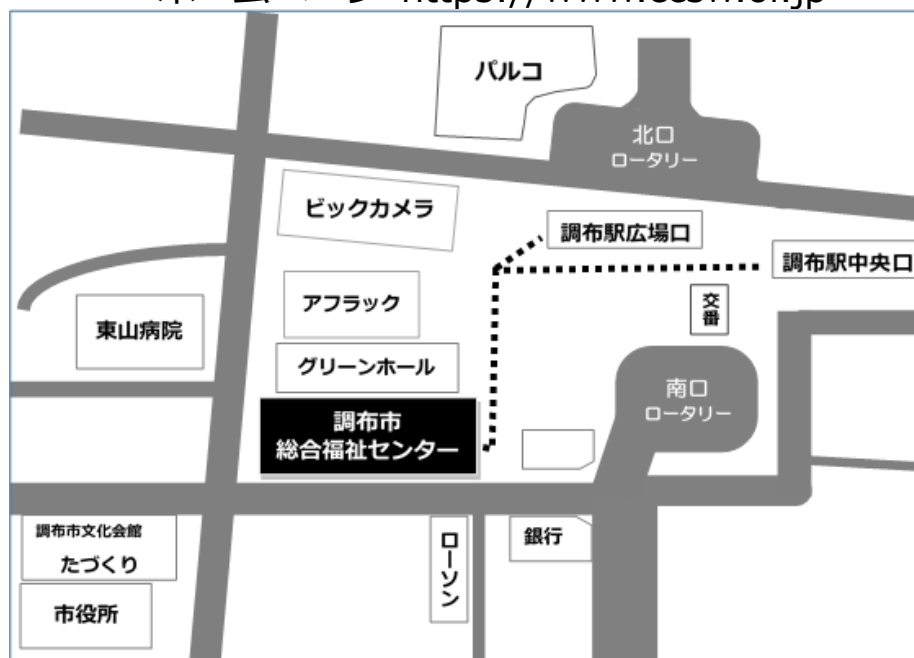 パルコ
北口
ロータリー
ビックカメラ
調布駅広場口
調布駅中央口
アフラック
交番
東山病院
グリーンホール
南口
ロータリー
調布市
総合福祉センター
調布市文化会館
たづくり
ローソン
銀行
市役所